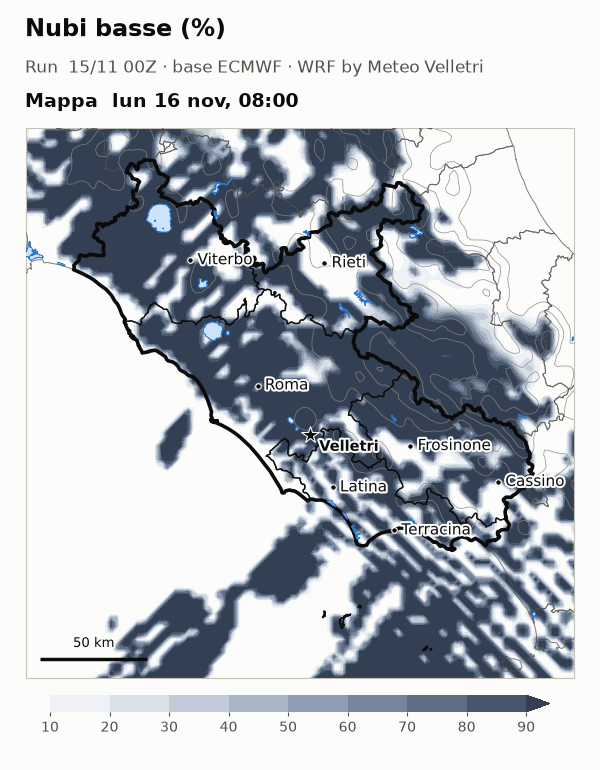 Nubi basse (%)
Run  15/11 00Z · base ECMWF · WRF by Meteo Velletri
Mappa  lun 16 nov, 08:00
Viterbo
Rieti
Roma
Velletri
Frosinone
Latina
Cassino
Terracina
50 km
10 20 30 40 50 60 70 80 90